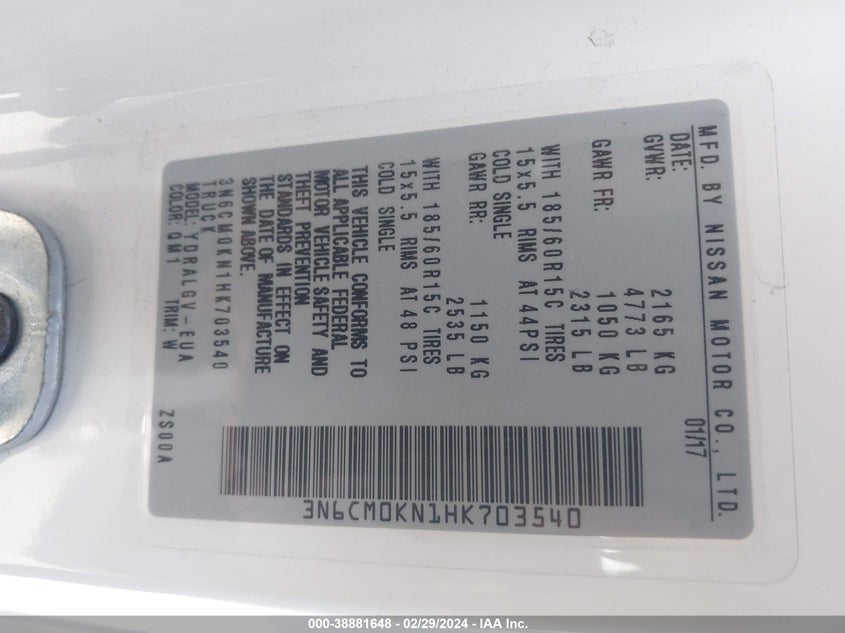 MFD. BY NISSAN MOTOR CO., LTD.
DATE: 01/17
GVWR: 2165 KG
4773 LB
GAWR FR: 1050 KG
2315 LB
WITH 185/60R15C TIRES
15x5.5 RIMS AT 44PSI
COLD SINGLE
GAWR RR: 1150 KG
2535 LB
WITH 185/60R15C TIRES
15x5.5 RIMS AT 48 PSI
COLD SINGLE
THIS VEHICLE CONFORMS TO
ALL APPLICABLE FEDERAL
MOTOR VEHICLE SAFETY AND
THEFT PREVENTION
STANDARDS IN EFFECT ON
THE DATE OF MANUFACTURE
SHOWN ABOVE.
3N6CM0KN1HK703540
TRUCK
MODEL: YDRALGV-EUA
COLOR: QM1 TRIM: W
ZS00A
3N6CM0KN1HK703540
000-38881648 - 02/29/2024 - IAA Inc.